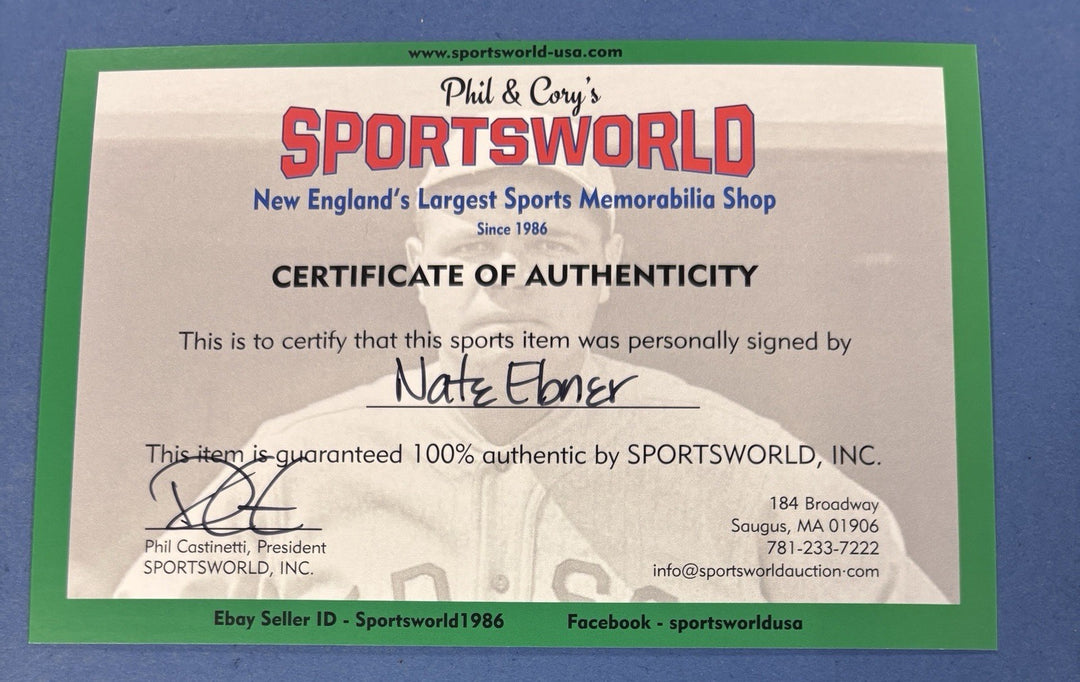 www.sportsworld-usa.com
Phil & Cory's
SPORTSWORLD
New England's Largest Sports Memorabilia Shop
Since 1986
CERTIFICATE OF AUTHENTICITY
This is to certify that this sports item was personally signed by
Nate Ebner
This item is guaranteed 100% authentic by SPORTSWORLD, INC.
184 Broadway
Saugus, MA 01906
781-233-7222
info@sportsworldauction·com
Phil Castinetti, President
SPORTSWORLD, INC.
Ebay Seller ID - Sportsworld1986
Facebook - sportsworldusa